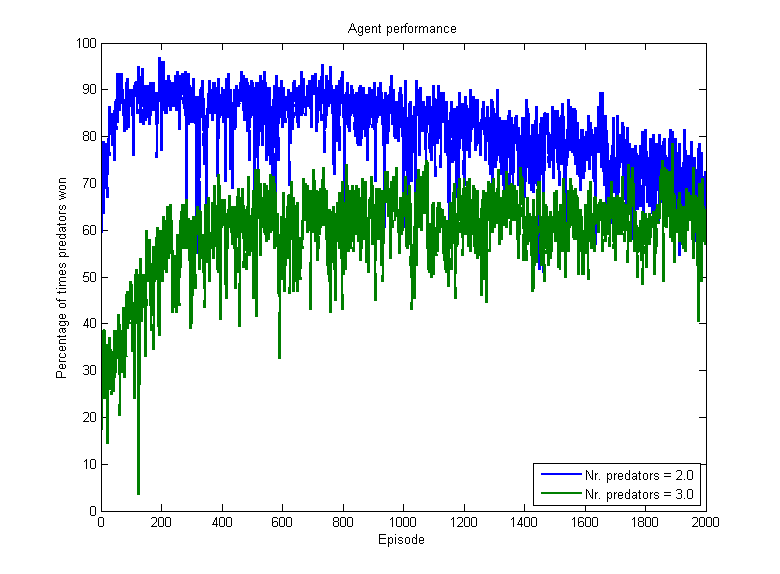 Agent performance
100
90
80
70
60
50
40
30
20
10
0
Percentage of times predators won
0 200 400 600 800 1000 1200 1400 1600 1800 2000
Episode
Nr. predators = 2.0
Nr. predators = 3.0